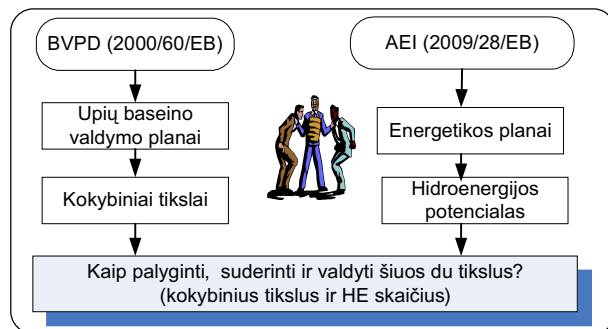 BVPD (2000/60/EB)
Upių baseino
valdymo planai
Kokybiniai tikslai
AEI (2009/28/EB)
Energetikos planai
Hidroenergijos
potencialas
Kaip palyginti, suderinti ir valdyti šiuos du tikslus?
(kokybinius tikslus ir HE skaičius)